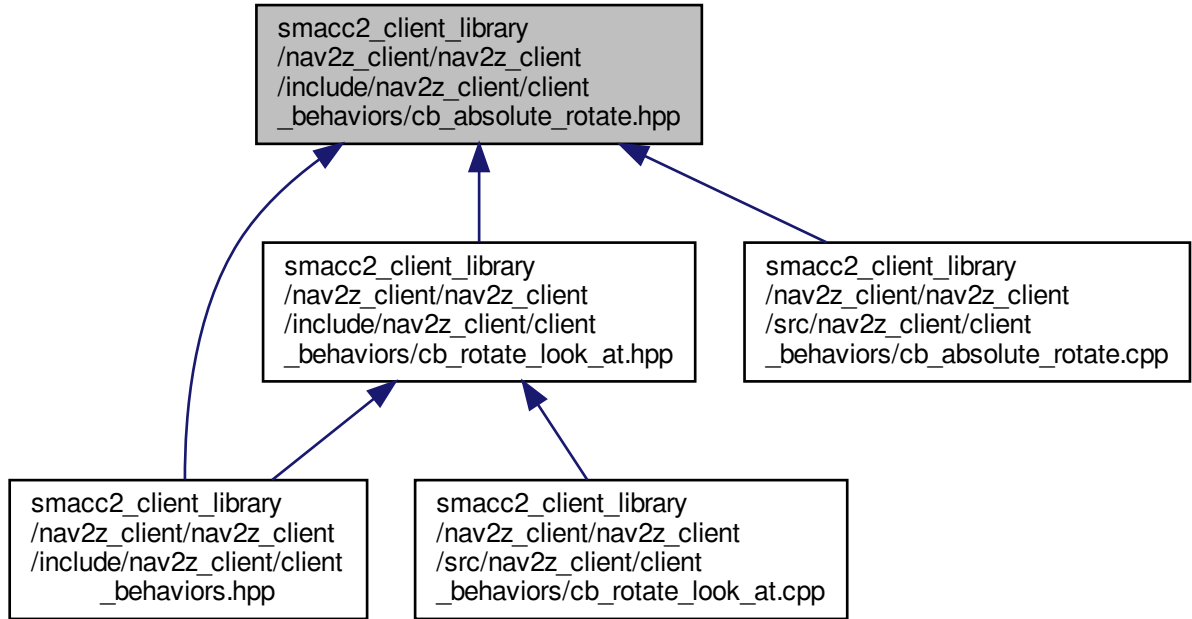 smacc2_client_library
/nav2z_client/nav2z_client
/include/nav2z_client/client
_behaviors/cb_absolute_rotate.hpp
smacc2_client_library
/nav2z_client/nav2z_client
/include/nav2z_client/client
_behaviors/cb_rotate_look_at.hpp
smacc2_client_library
/nav2z_client/nav2z_client
/src/nav2z_client/client
_behaviors/cb_absolute_rotate.cpp
smacc2_client_library
/nav2z_client/nav2z_client
/include/nav2z_client/client
_behaviors.hpp
smacc2_client_library
/nav2z_client/nav2z_client
/src/nav2z_client/client
_behaviors/cb_rotate_look_at.cpp